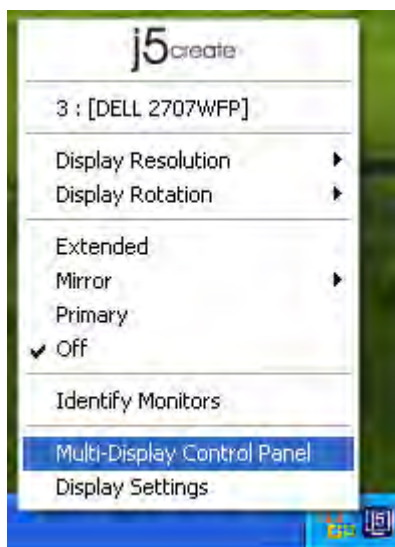 j5create
3 : [DELL 2707WFP]
Display Resolution
Display Rotation
Extended
Mirror
Primary
Off
Identify Monitors
Multi-Display Control Panel
Display Settings
j5